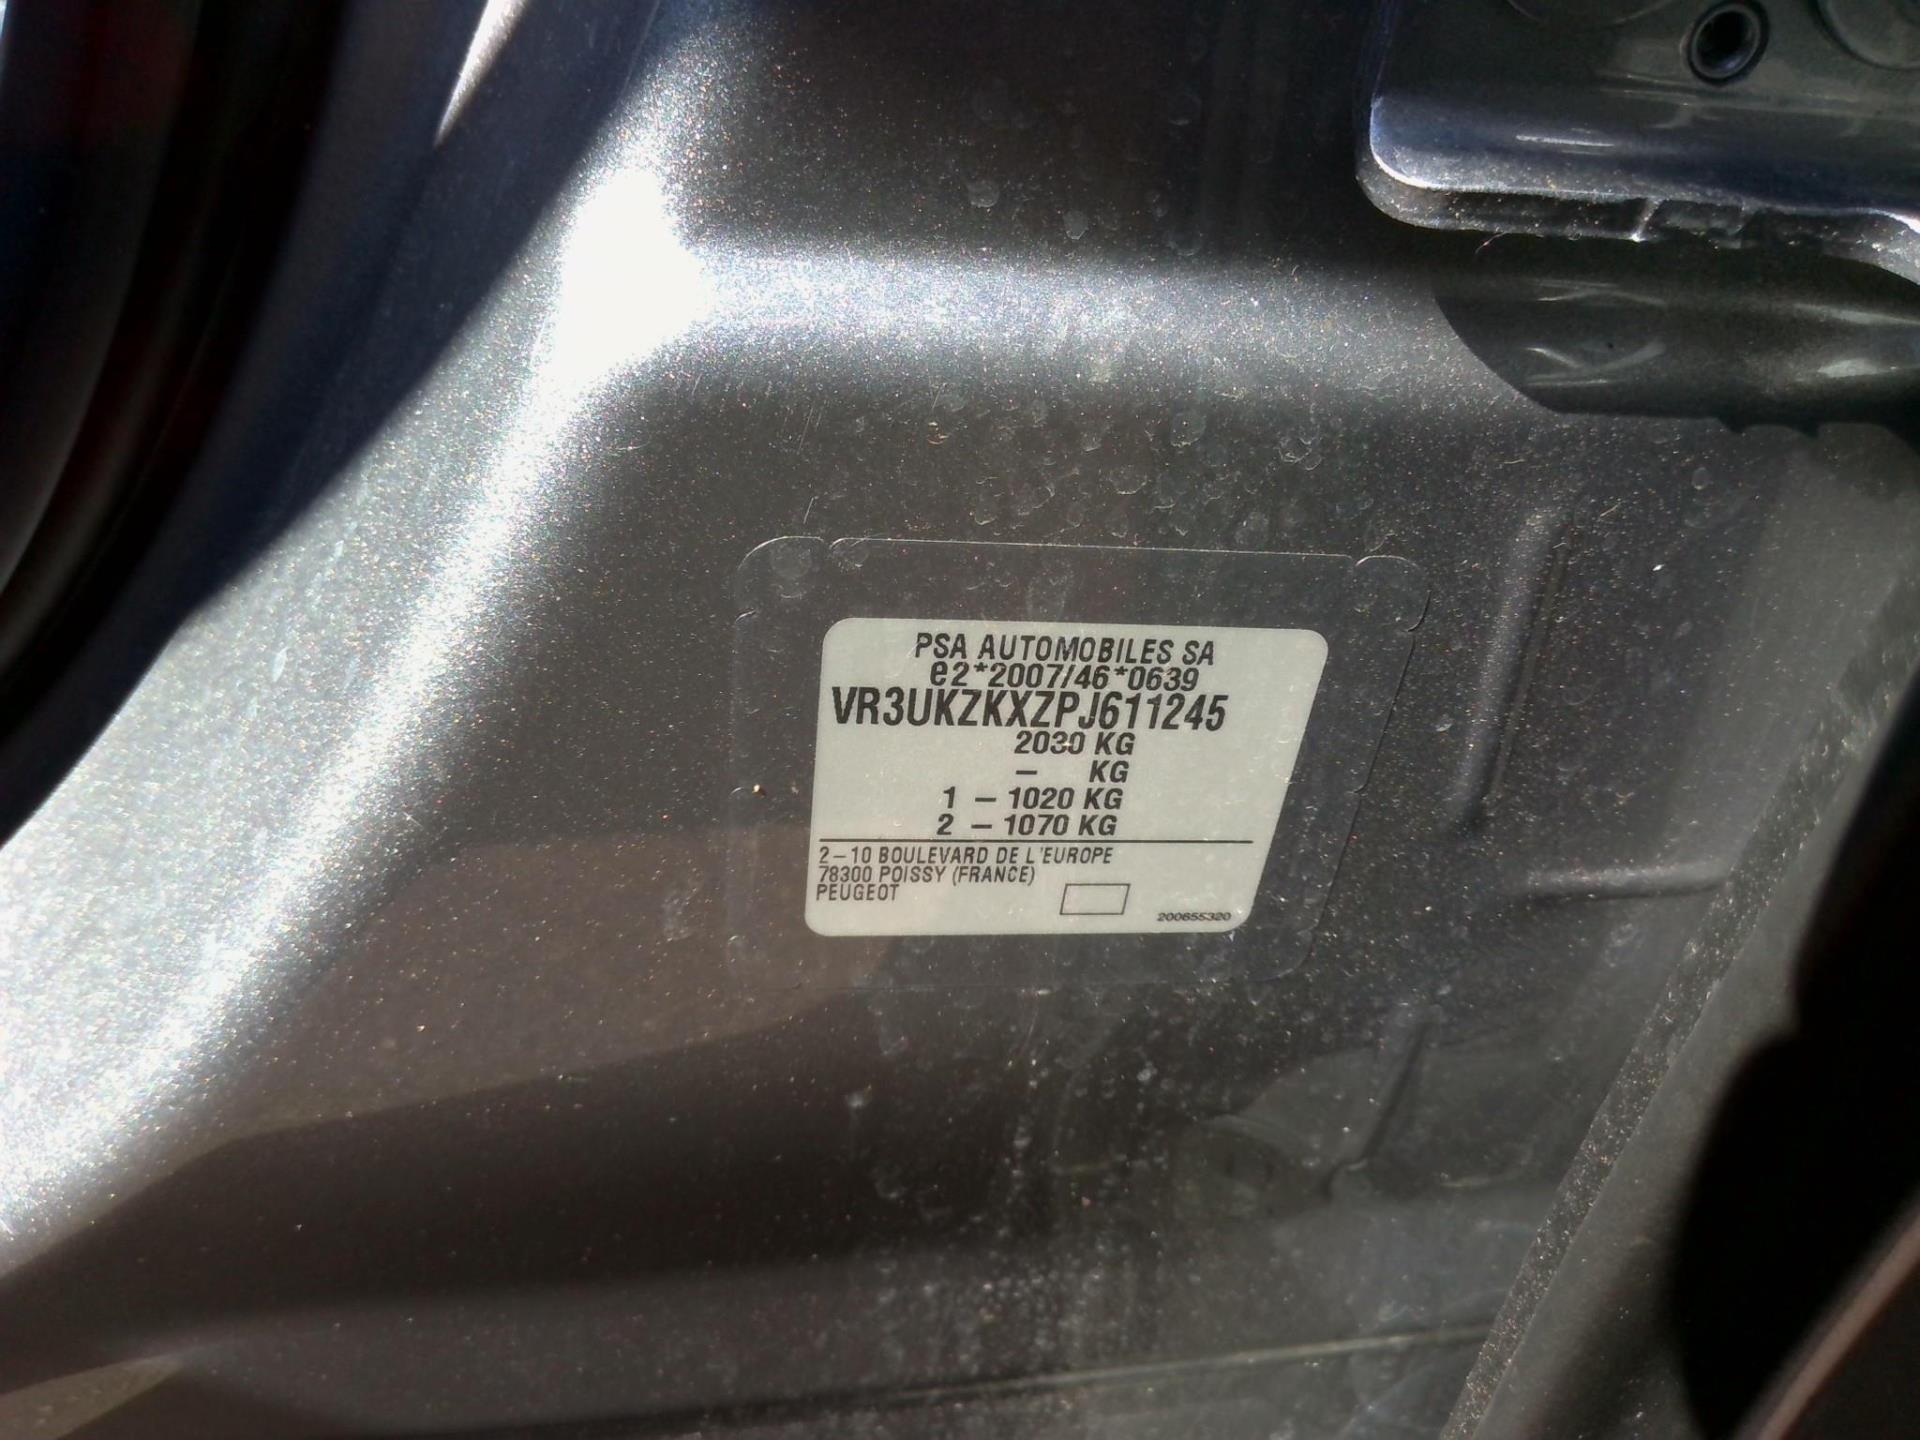 PSA AUTOMOBILES SA
e2*2007/46*0639
VR3UKZKXZPJ611245
2030 KG
– KG
1 – 1020 KG
2 – 1070 KG
2–10 BOULEVARD DE L'EUROPE
78300 POISSY (FRANCE)
PEUGEOT
200655320